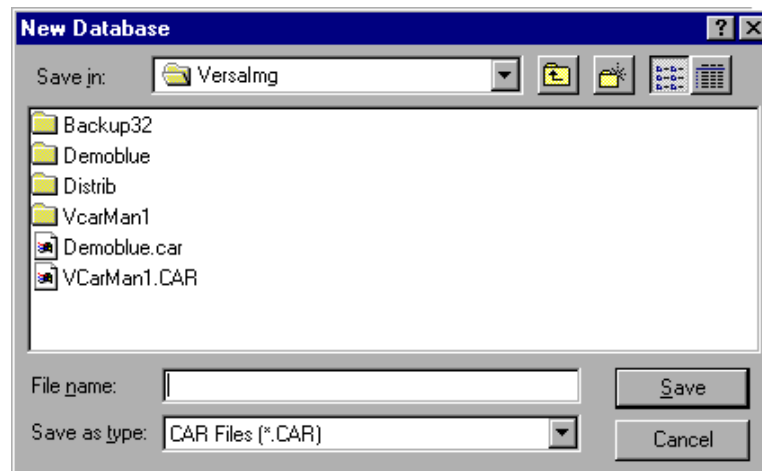 New Database
Save in: VersaImg
Backup32
Demoblue
Distrib
VcarMan1
Demoblue.car
VCarMan1.CAR
File name: Save
Save as type: CAR Files (*.CAR) Cancel